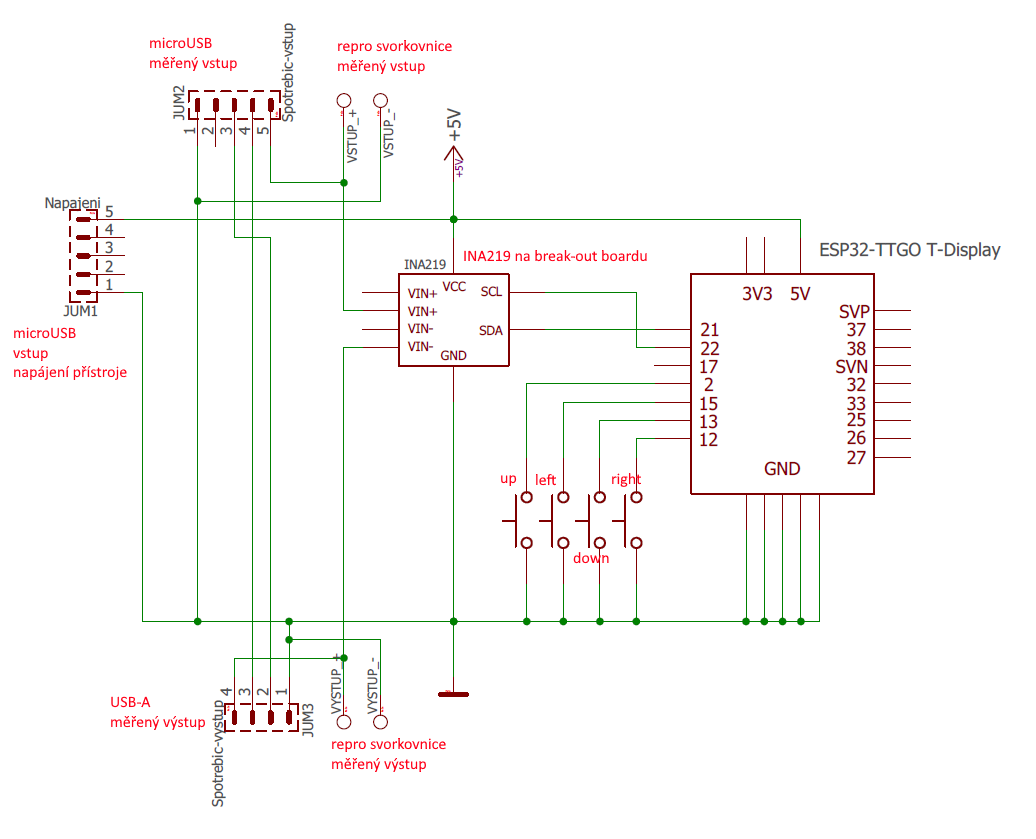 microUSB
měřený vstup
repro svorkovnice
měřený vstup
Spotrebic-vstup
JUM2
1
2
3
4
5
VSTUP_+
VSTUP_-
+5V
+5V
Napajeni
5
4
3
2
1
JUM1
microUSB
vstup
napájení přístroje
INA219
INA219 na break-out boardu
VCC
VIN+
VIN+
VIN-
VIN-
SCL
SDA
GND
ESP32-TTGO T-Display
3V3
5V
21
22
17
2
15
13
12
SVP
37
38
SVN
32
33
25
26
27
GND
up
left
right
down
USB-A
měřený výstup
Spotrebic-vystup
4
3
2
1
JUM3
VYSTUP_+
VYSTUP_-
repro svorkovnice
měřený výstup